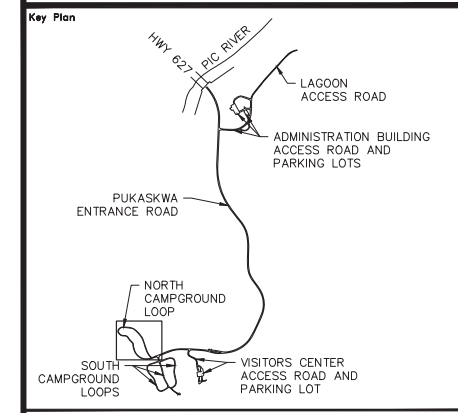 Key Plan
HWY 627
PIC RIVER
LAGOON
ACCESS ROAD
ADMINISTRATION BUILDING
ACCESS ROAD AND
PARKING LOTS
PUKASKWA
ENTRANCE ROAD
NORTH
CAMPGROUND
LOOP
SOUTH
CAMPGROUND
LOOPS
VISITORS CENTER
ACCESS ROAD AND
PARKING LOT